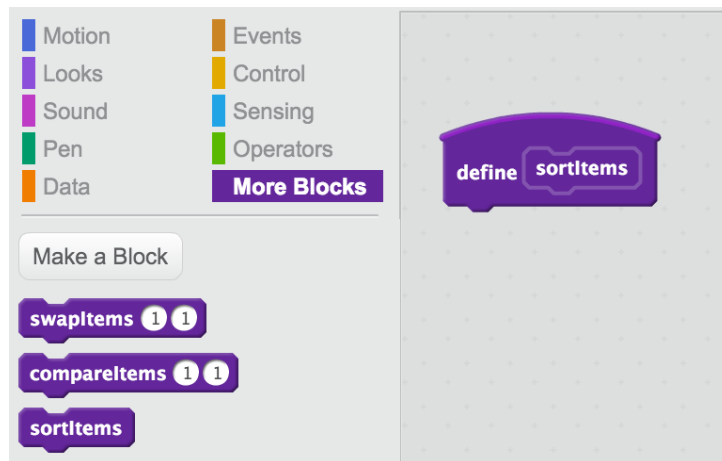 Motion
Looks
Sound
Pen
Data
Events
Control
Sensing
Operators
More Blocks
Make a Block
swapItems 1 1
compareItems 1 1
sortItems
define sortItems